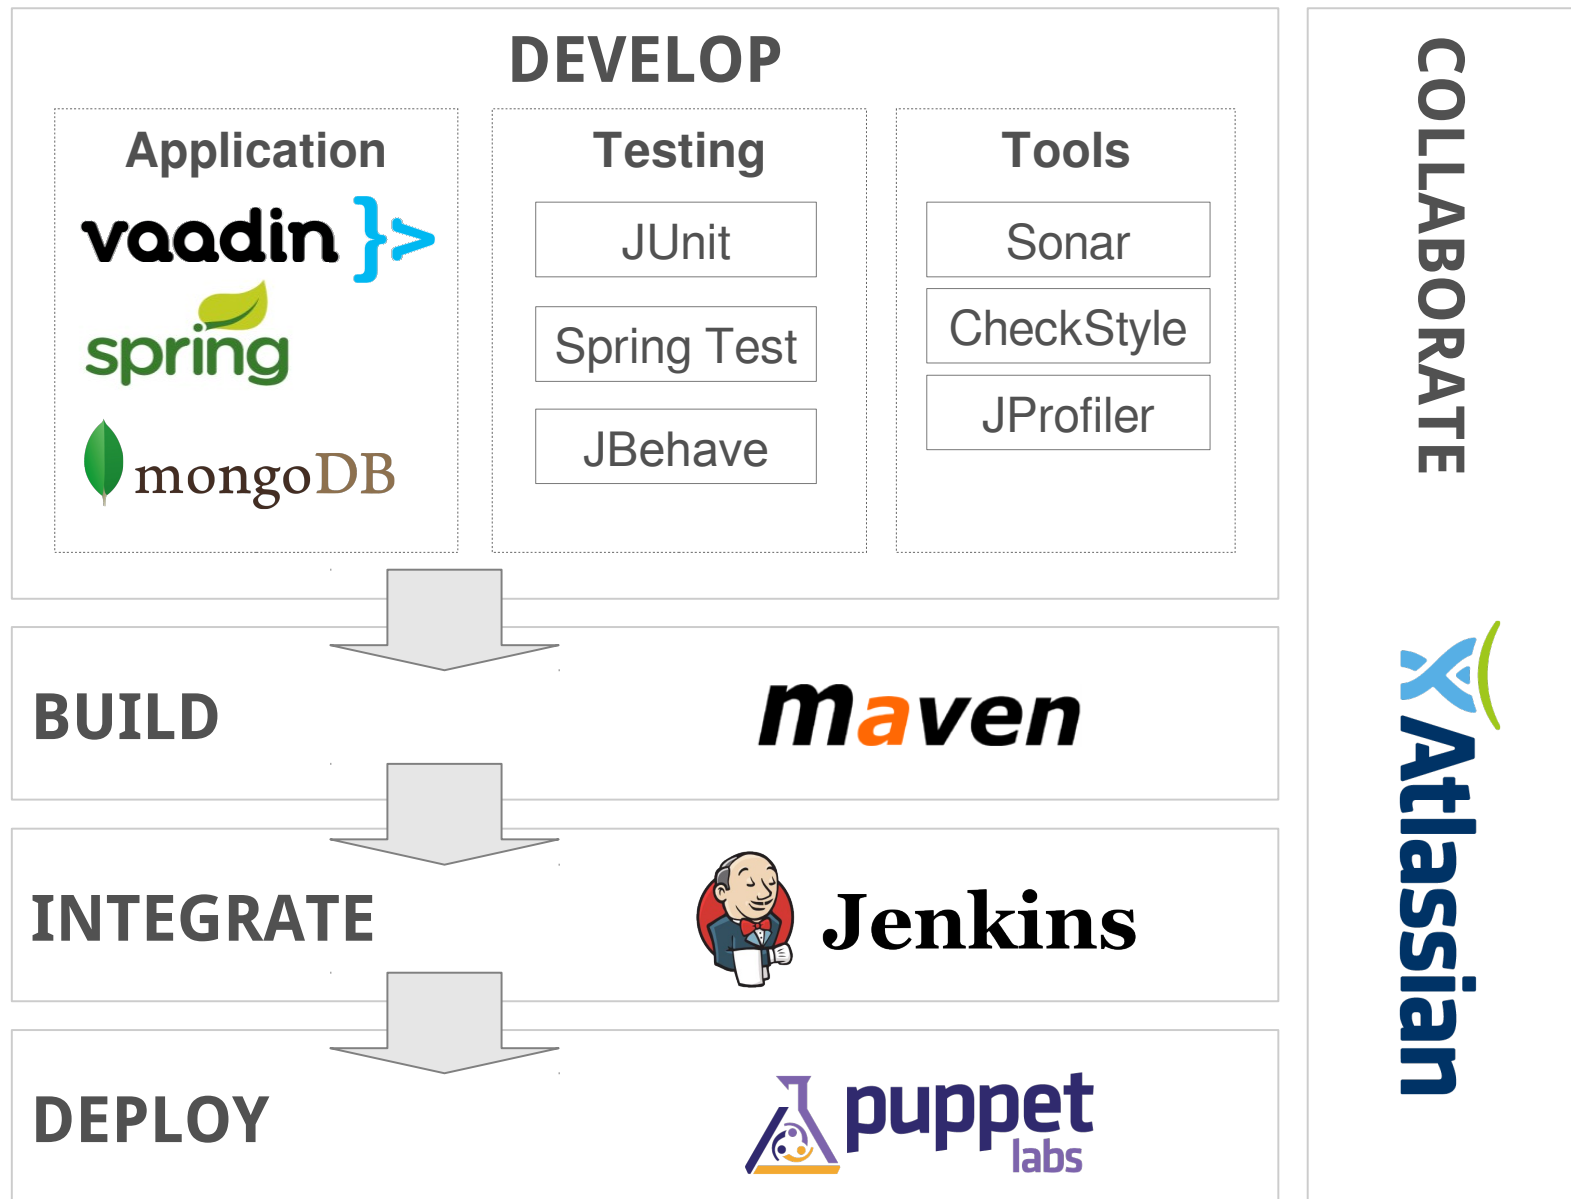 DEVELOP
Application
vaadin }>
spring
mongoDB
Testing
JUnit
Spring Test
JBehave
Tools
Sonar
CheckStyle
JProfiler
BUILD
maven
INTEGRATE
Jenkins
DEPLOY
puppet
labs
COLLABORATE
Atlassian